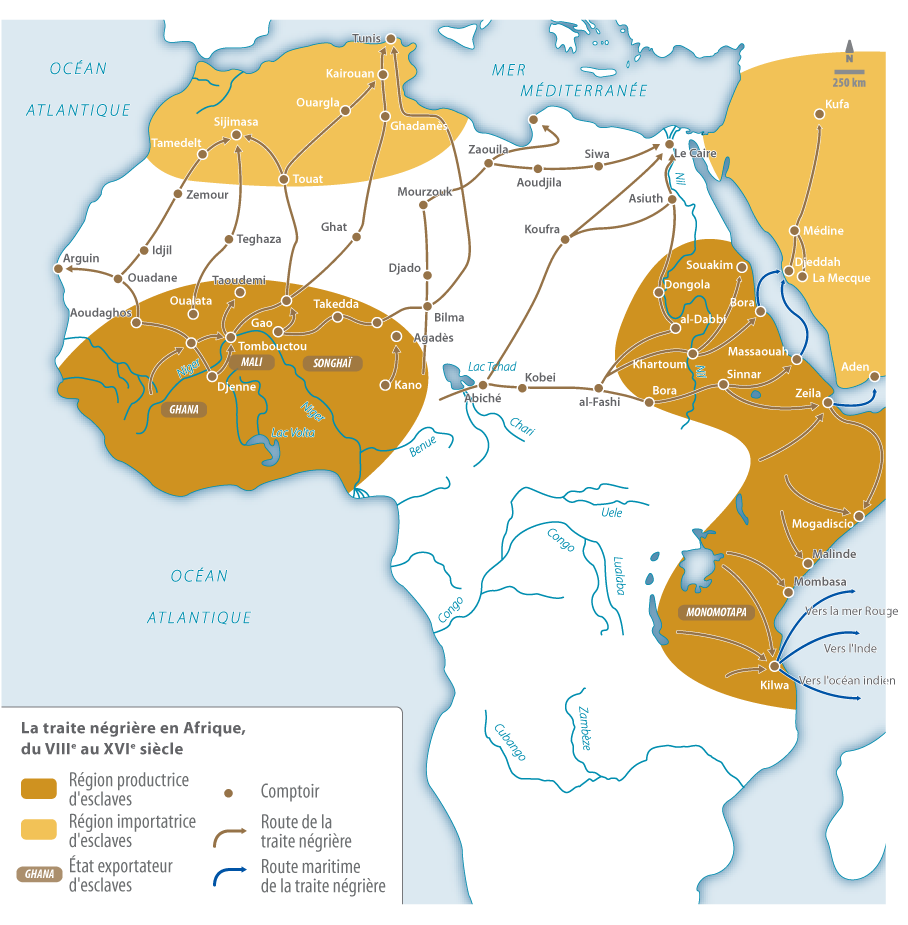 Tunis
OCÉAN
ATLANTIQUE
MER
MÉDITERRANÉE
N
250 km
Kairouan
Ouargla
Kufa
Sijimasa
Ghadamès
Tamedelt
Zaouila
Siwa
Le Caire
Touat
Aoudjila
Nil
Zemour
Mourzouk
Asiuth
Ghat
Koufra
Médine
Teghaza
Idjil
Arguin
Djado
Souakim
Djeddah
La Mecque
Ouadane
Taoudemi
Dongola
Oualata
Takedda
Bora
Aoudaghos
Gao
Bilma
al-Dabbi
Agadès
Tombouctou
MALI
SONGHAÏ
Massaouah
Niger
Lac Tchad
Khartoum
Nil
Aden
Djenne
Kano
Kobei
Sinnar
Abiché
al-Fashi
Bora
Zeila
GHANA
Niger
Lac Volta
Chari
Benue
Uele
Mogadiscio
Congo
Malinde
Lualaba
OCÉAN
ATLANTIQUE
Mombasa
Congo
MONOMOTAPA
Vers la mer Rouge
Vers l'Inde
Vers l'océan indien
Kilwa
Zambèze
Cubango
La traite négrière en Afrique,
du VIIIe au XVIe siècle
Région productrice
d'esclaves
Région importatrice
d'esclaves
GHANA
État exportateur
d'esclaves
Comptoir
Route de la
traite négrière
Route maritime
de la traite négrière